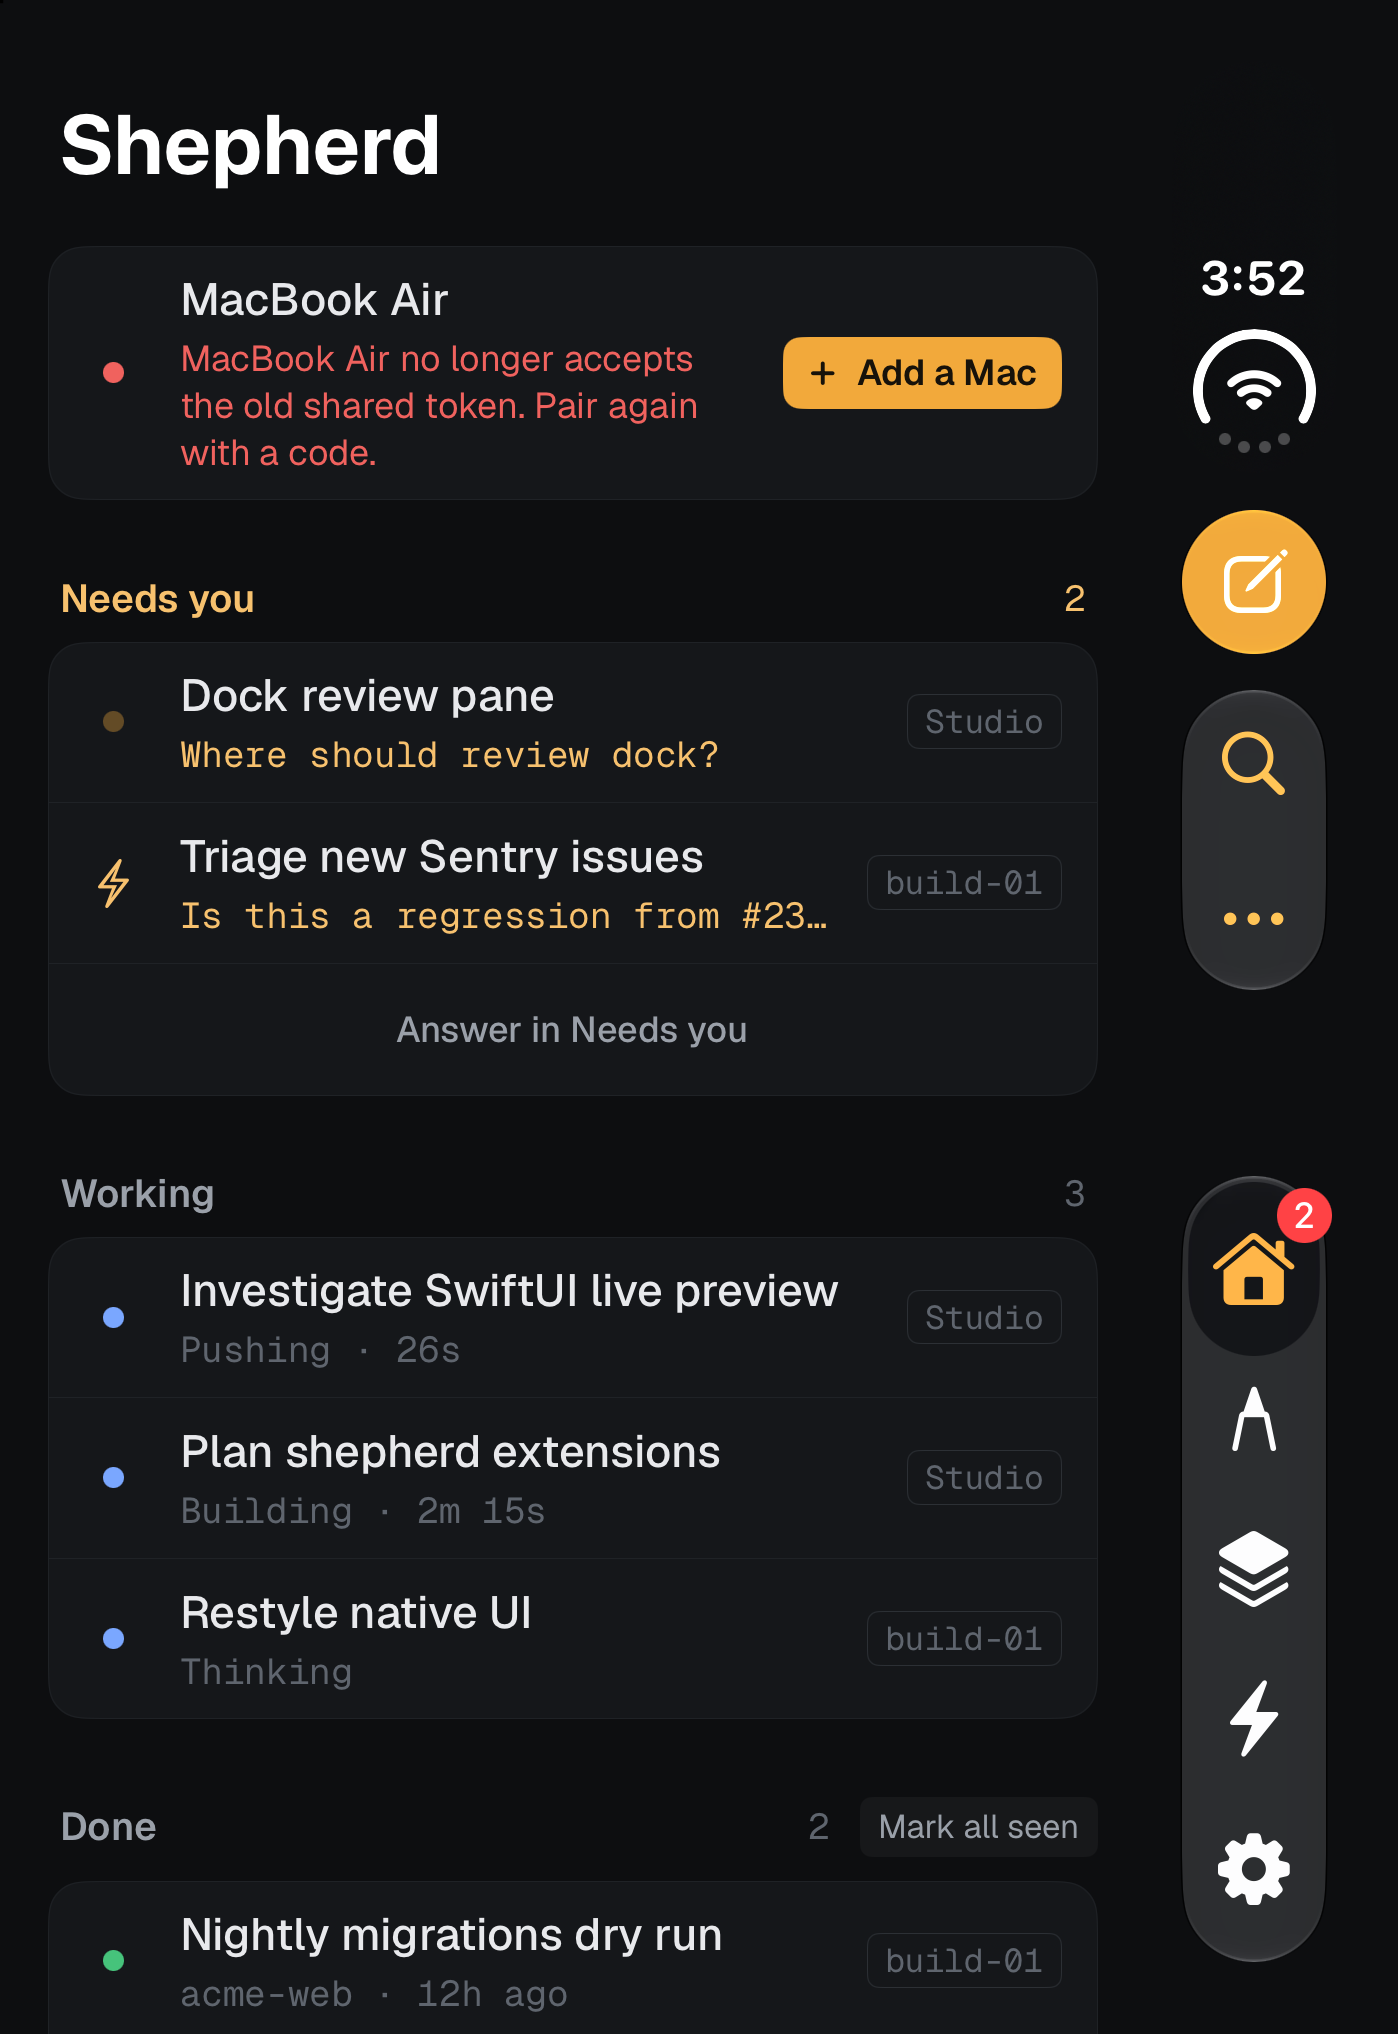 Shepherd
3:52
MacBook Air
MacBook Air no longer accepts
the old shared token. Pair again
with a code.
+ Add a Mac
Needs you
2
Dock review pane
Where should review dock?
Studio
Triage new Sentry issues
Is this a regression from #23…
build-01
Answer in Needs you
Working
3
2
Investigate SwiftUI live preview
Pushing · 26s
Studio
Plan shepherd extensions
Building · 2m 15s
Studio
Restyle native UI
Thinking
build-01
Done
2
Mark all seen
Nightly migrations dry run
acme-web · 12h ago
build-01